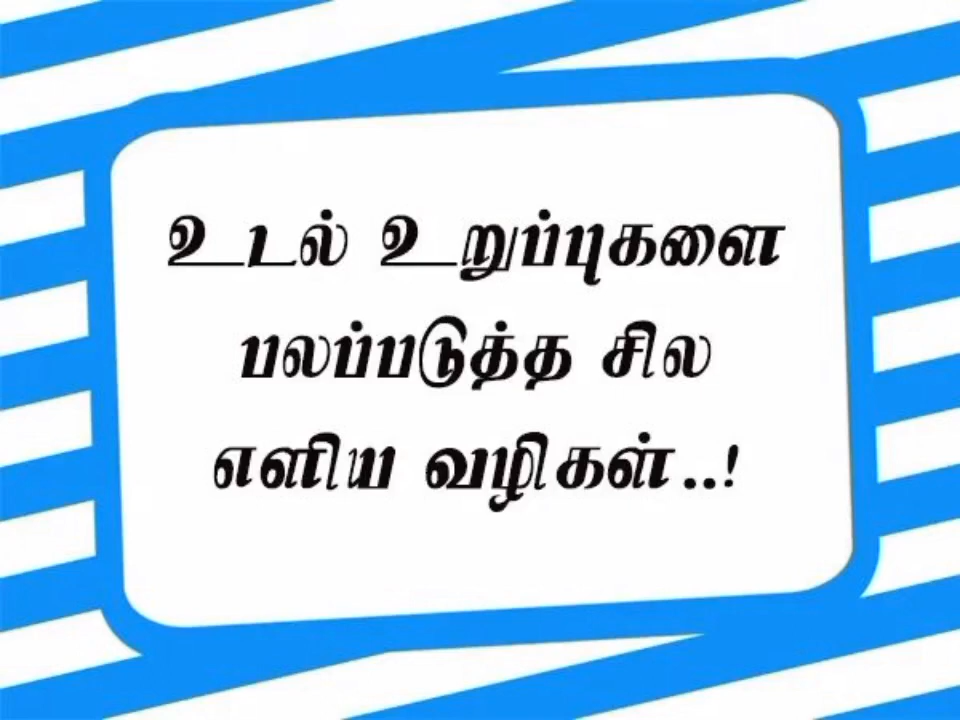 உடல் உறுப்புகளை
பலப்படுத்த சில
எளிய வழிகள்..!